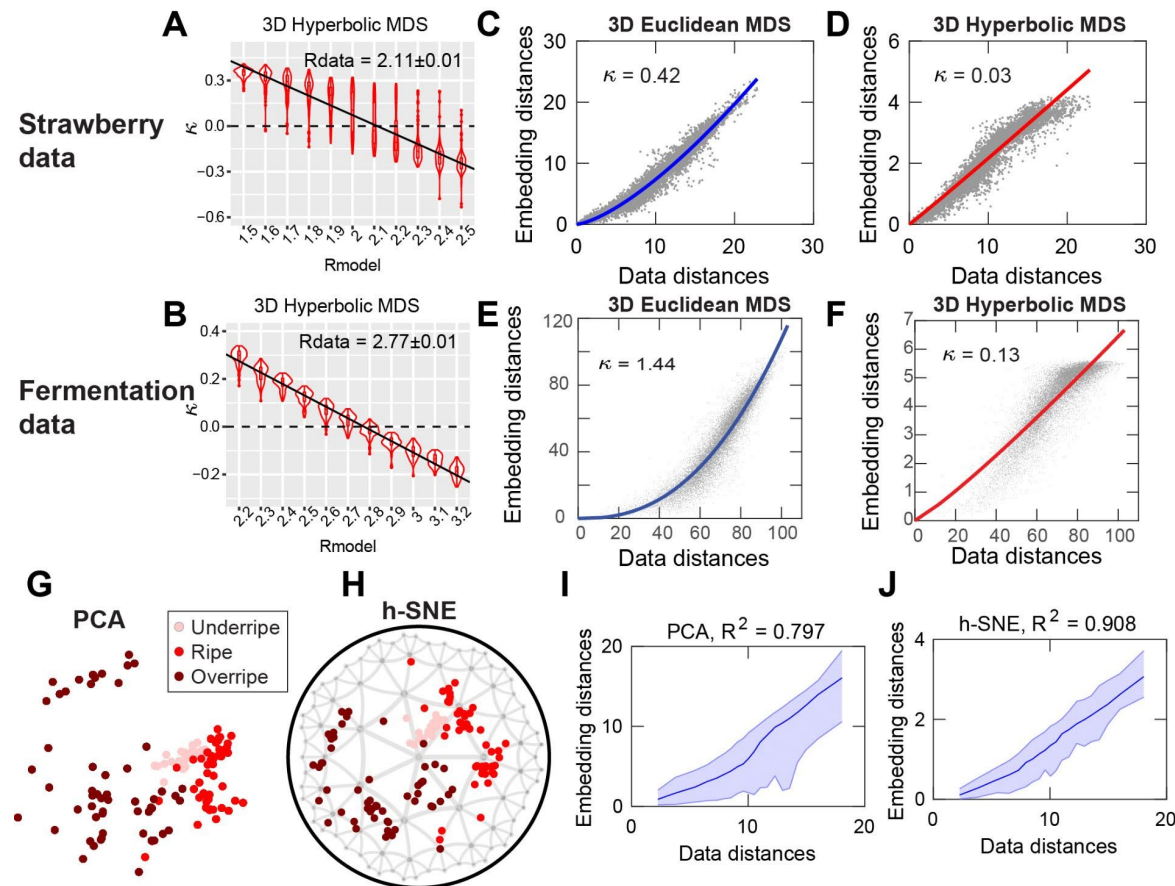 A
3D Hyperbolic MDS
Rdata = 2.11±0.01
Strawberry
data
κ
0.3
0.0
−0.3
−0.6
1.5 1.6 1.7 1.8 1.9 2 2.1 2.2 2.3 2.4 2.5
Rmodel
C
3D Euclidean MDS
κ = 0.42
Embedding distances
30
20
10
0
0 10 20 30
Data distances
D
3D Hyperbolic MDS
κ = 0.03
Embedding distances
6
4
2
0
0 10 20 30
Data distances
B
3D Hyperbolic MDS
Rdata = 2.77±0.01
Fermentation
data
κ
0.4
0.2
0.0
−0.2
2.2 2.3 2.4 2.5 2.6 2.7 2.8 2.9 3 3.1 3.2
Rmodel
E
3D Euclidean MDS
κ = 1.44
Embedding distances
120
80
40
0
0 20 40 60 80 100
Data distances
F
3D Hyperbolic MDS
κ = 0.13
Embedding distances
7
6
5
4
3
2
1
0
0 20 40 60 80 100
Data distances
G
PCA
Underripe
Ripe
Overripe
H
h-SNE
I
PCA, R² = 0.797
Embedding distances
20
10
0
0 10 20
Data distances
J
h-SNE, R² = 0.908
Embedding distances
4
2
0
0 10 20
Data distances